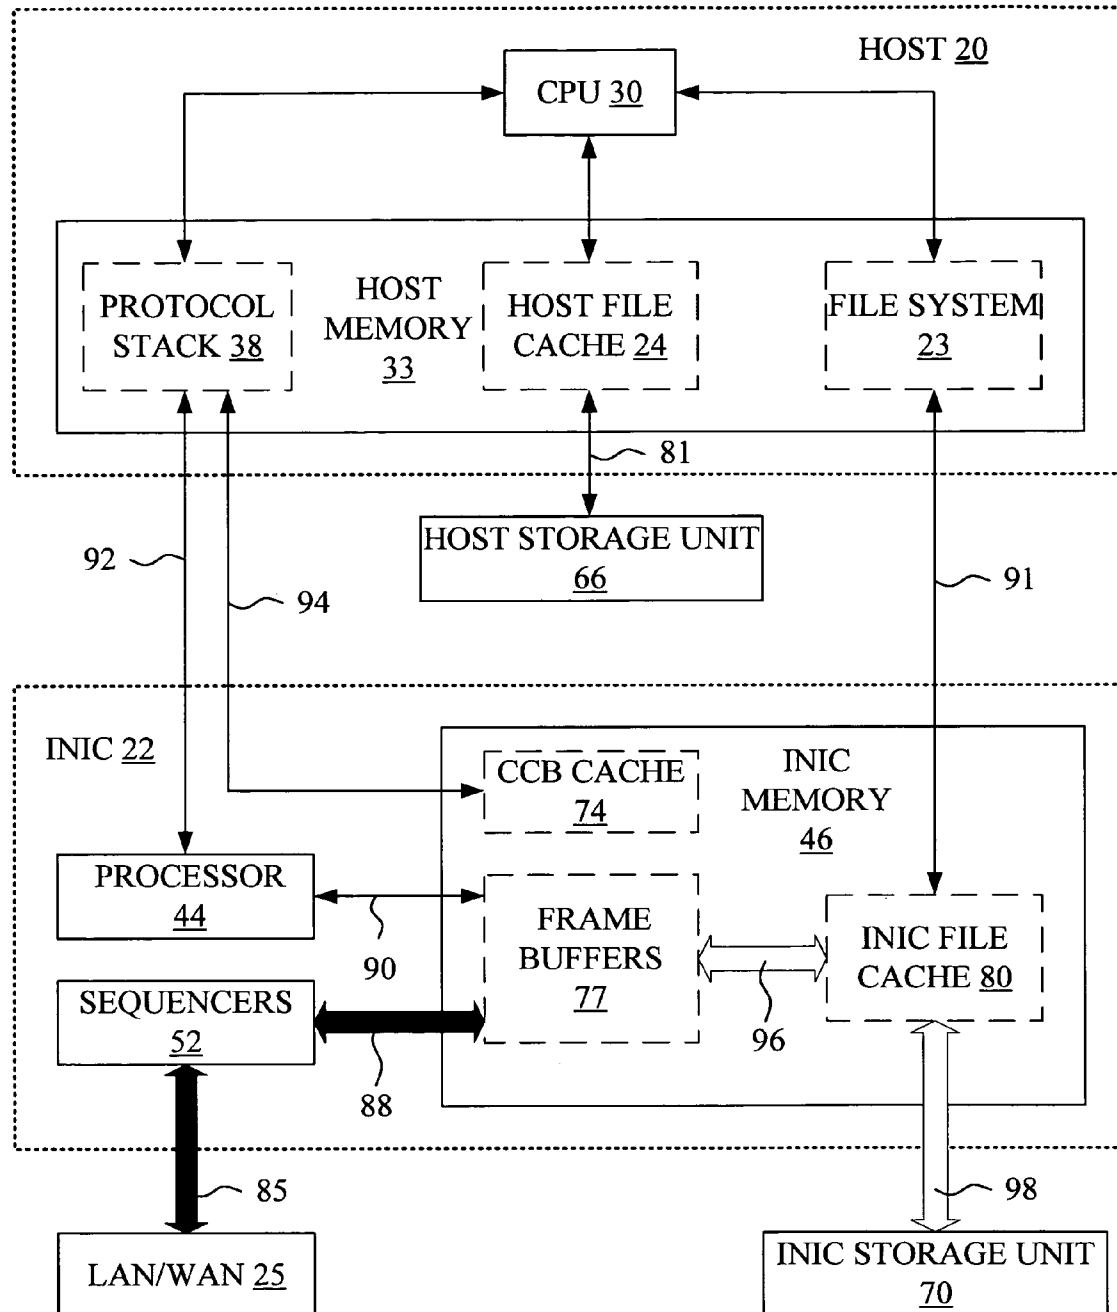 HOST 20
CPU 30
PROTOCOL
STACK 38
HOST
MEMORY
33
HOST FILE
CACHE 24
FILE SYSTEM
23
81
HOST STORAGE UNIT
66
92
94
91
INIC 22
CCB CACHE
74
INIC
MEMORY
46
PROCESSOR
44
90
FRAME
BUFFERS
77
96
INIC FILE
CACHE 80
SEQUENCERS
52
88
85
98
LAN/WAN 25
INIC STORAGE UNIT
70